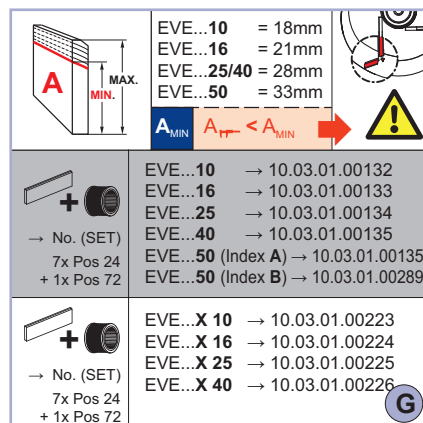 A
MAX.
MIN.
EVE...10 = 18mm
EVE...16 = 21mm
EVE...25/40 = 28mm
EVE...50 = 33mm
AMIN A < AMIN
EVE...10 → 10.03.01.00132
EVE...16 → 10.03.01.00133
EVE...25 → 10.03.01.00134
EVE...40 → 10.03.01.00135
EVE...50 (Index A) → 10.03.01.00135
EVE...50 (Index B) → 10.03.01.00289
+
→ No. (SET)
7x Pos 24
+ 1x Pos 72
EVE...X 10 → 10.03.01.00223
EVE...X 16 → 10.03.01.00224
EVE...X 25 → 10.03.01.00225
EVE...X 40 → 10.03.01.00226
+
→ No. (SET)
7x Pos 24
+ 1x Pos 72
G